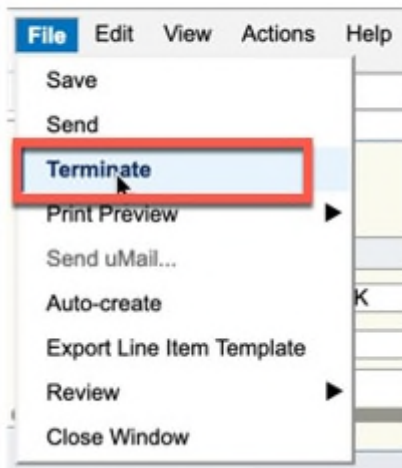 File Edit View Actions Help
Save
Send
Terminate
Print Preview
Send uMail...
Auto-create
K
Export Line Item Template
Review
Close Window